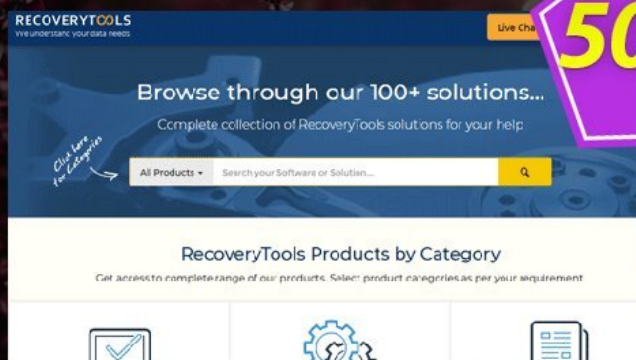 RECOVERYTOOLS
We understand your data needs
Live Cha
50
Browse through our 100+ solutions...
Complete collection of RecoveryTools solutions for your help
Click here
for Categories
All Products
Search your Software or Solution....
RecoveryTools Products by Category
Get access to complete range of our products. Select product categories as per your requirement